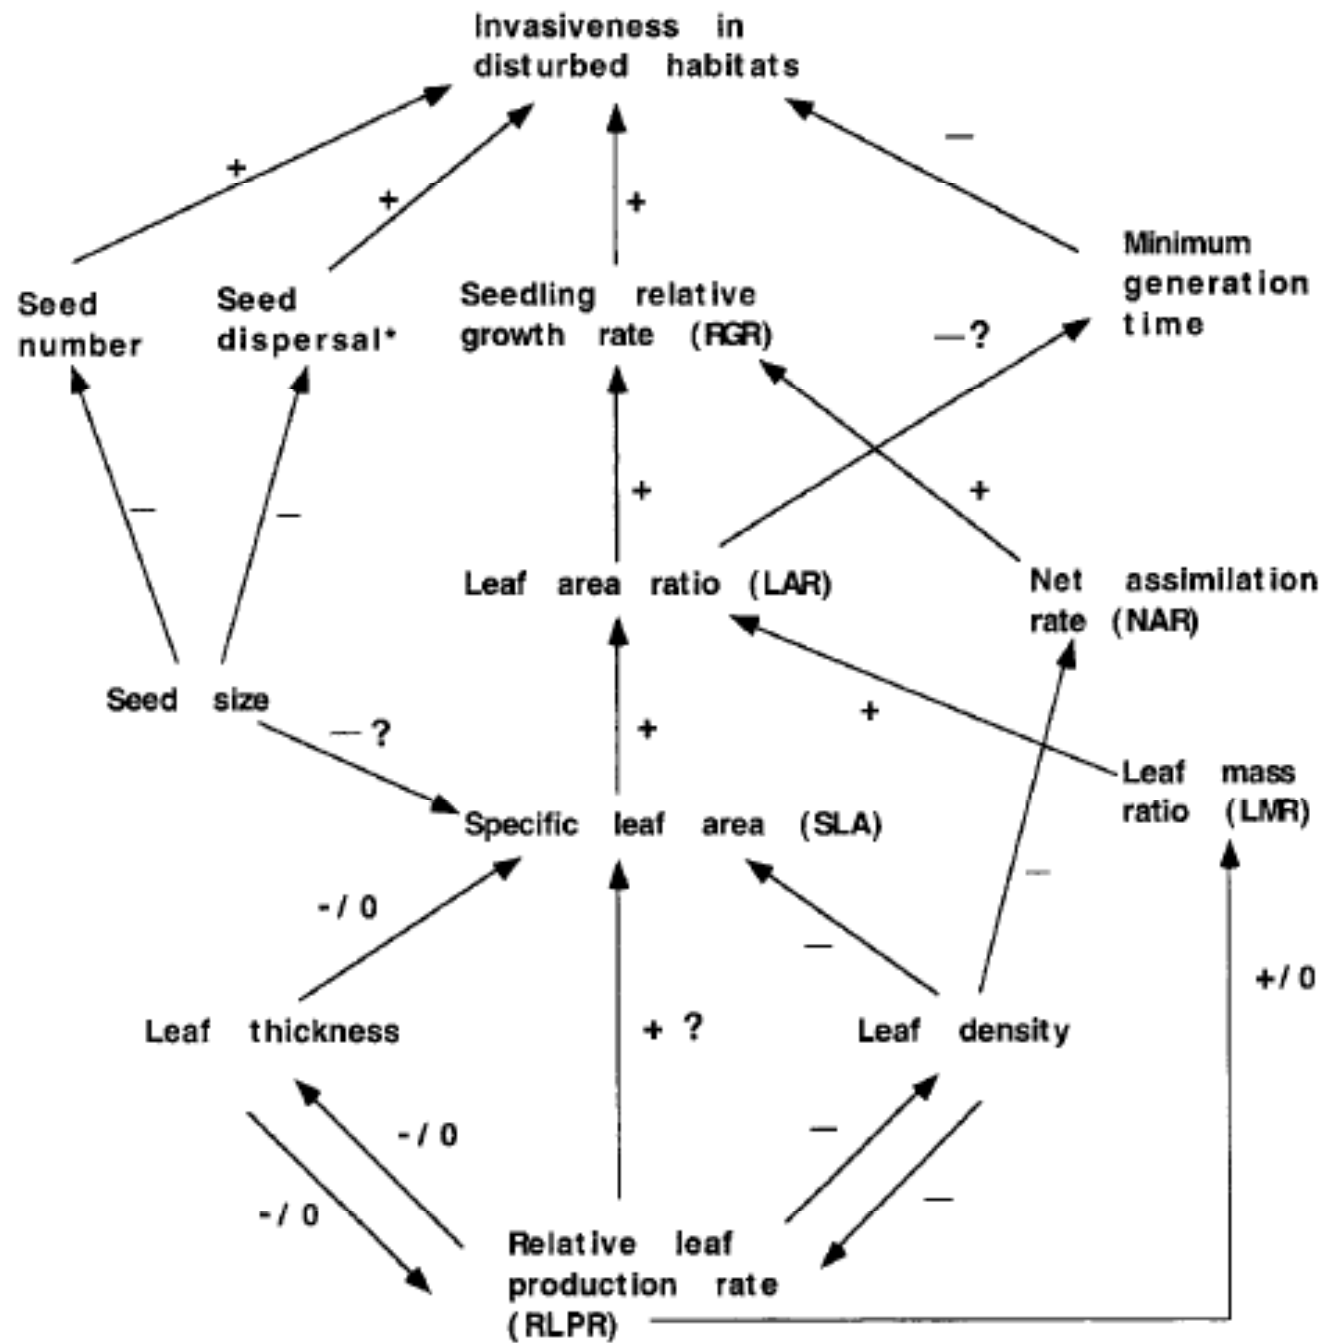 Invasiveness in
disturbed habitats
—
+
+
+
Minimum
generation
time
Seed
number
Seed
dispersal*
Seedling relative
growth rate (RGR)
—?
+
+
—
—
Leaf area ratio (LAR)
Net assimilation
rate (NAR)
Seed size
—?
+
+
Leaf mass
ratio (LMR)
Specific leaf area (SLA)
-/0
—
—
+/0
Leaf thickness
+ ?
Leaf density
-/0
—
-/0
—
Relative leaf
production rate
(RLPR)